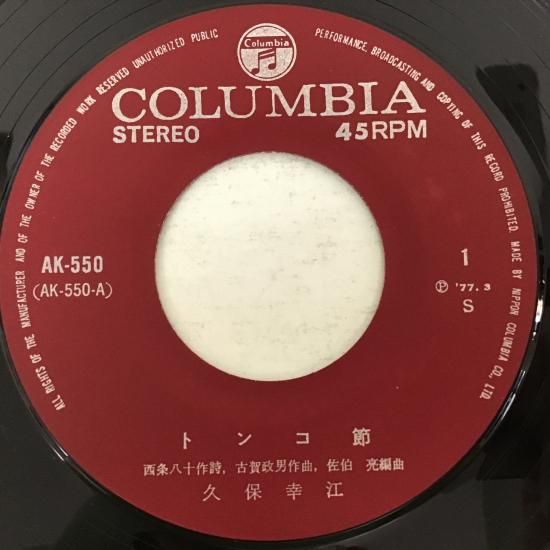 ALL RIGHTS OF THE MANUFACTURER AND OF THE OWNER OF THE RECORDED WORK RESERVED UNAUTHORIZED PUBLIC PERFORMANCE, BROADCASTING AND COPYING OF THIS RECORD PROHIBITED. MADE BY NIPPON COLUMBIA CO., LTD.
Columbia
COLUMBIA
STEREO 45RPM
AK-550 1
(AK-550-A) ℗ '77.3
S
トンコ節
西条八十作詩, 古賀政男作曲, 佐伯 亮編曲
久保幸江